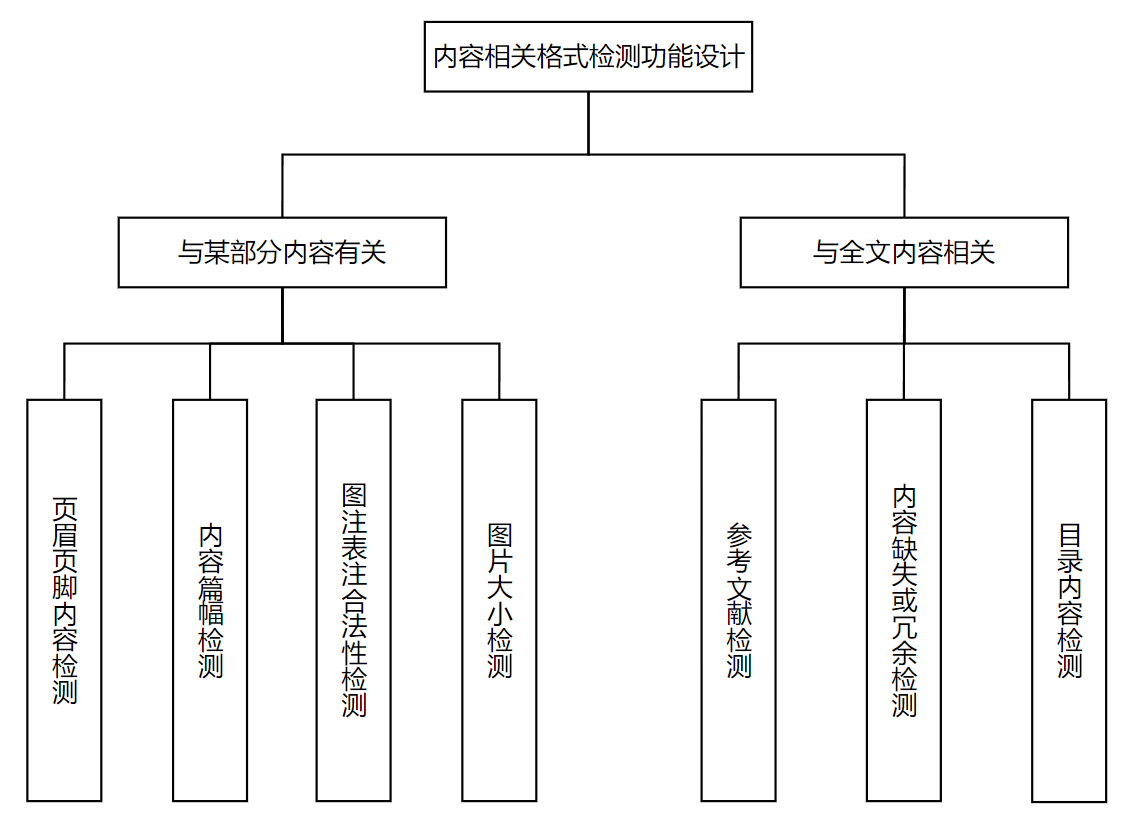 内容相关格式检测功能设计
与某部分内容有关
与全文内容相关
页眉页脚内容检测
内容篇幅检测
图注表注合法性检测
图片大小检测
参考文献检测
内容缺失或冗余检测
目录内容检测